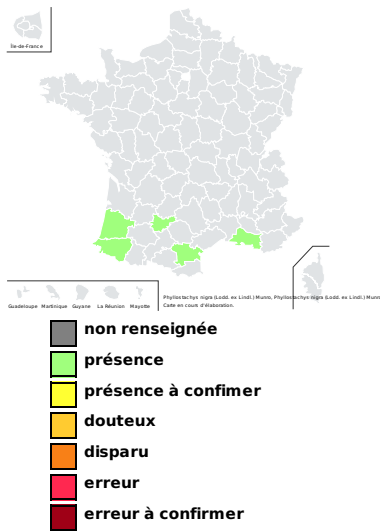 Île-de-France
Guadeloupe Martinique Guyane La Réunion Mayotte
Phyllostachys nigra (Lodd. ex Lindl.) Munro, Phyllostachys nigra (Lodd. ex Lindl.) Munro
Carte en cours d'élaboration.
non renseignée
présence
présence à confimer
douteux
disparu
erreur
erreur à confirmer